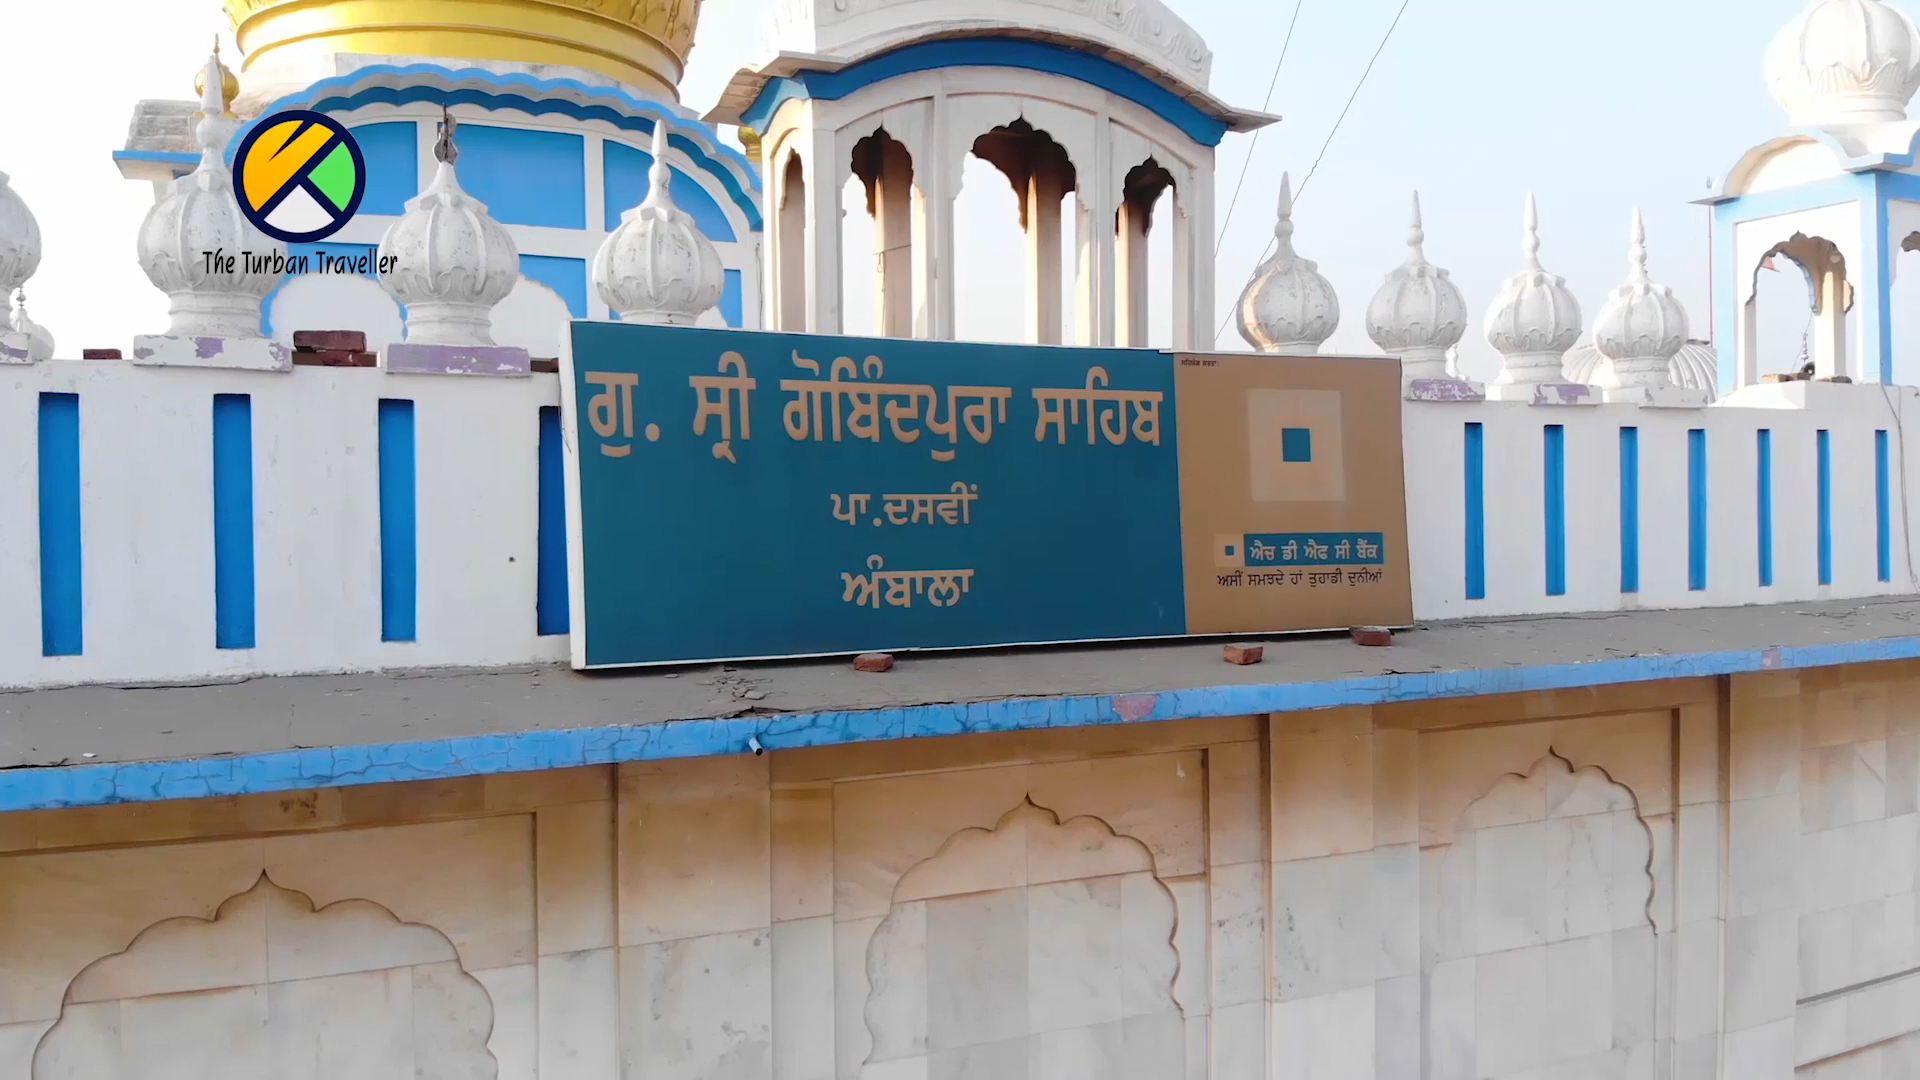 The Turban Traveller
ਗੁ. ਸ੍ਰੀ ਗੋਬਿੰਦਪੁਰਾ ਸਾਹਿਬ
ਪਾ.ਦਸਵੀਂ
ਅੰਬਾਲਾ
ਐਚ ਡੀ ਐਫ ਸੀ ਬੈਂਕ
ਅਸੀਂ ਸਮਝਦੇ ਹਾਂ ਤੁਹਾਡੀ ਦੁਨੀਆਂ